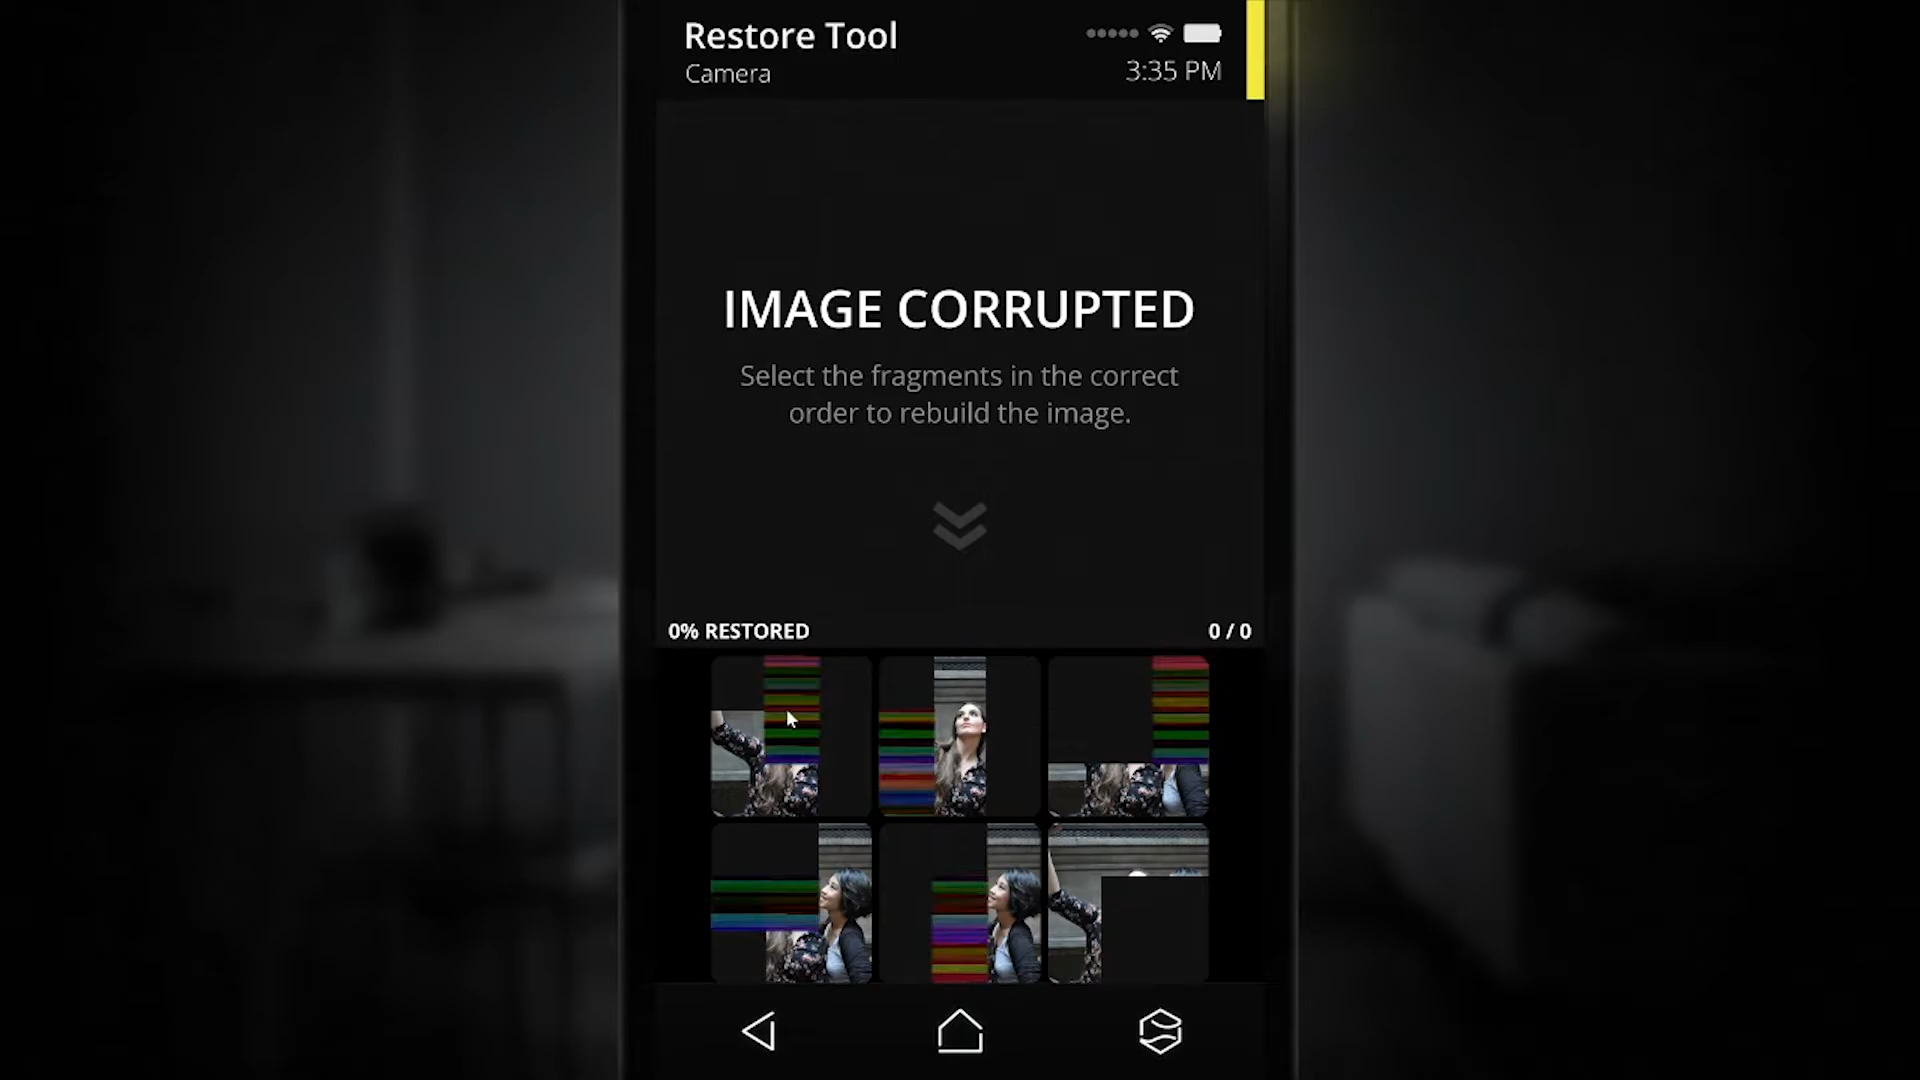 Restore Tool
Camera
3:35 PM
IMAGE CORRUPTED
Select the fragments in the correct
order to rebuild the image.
0% RESTORED
0 / 0